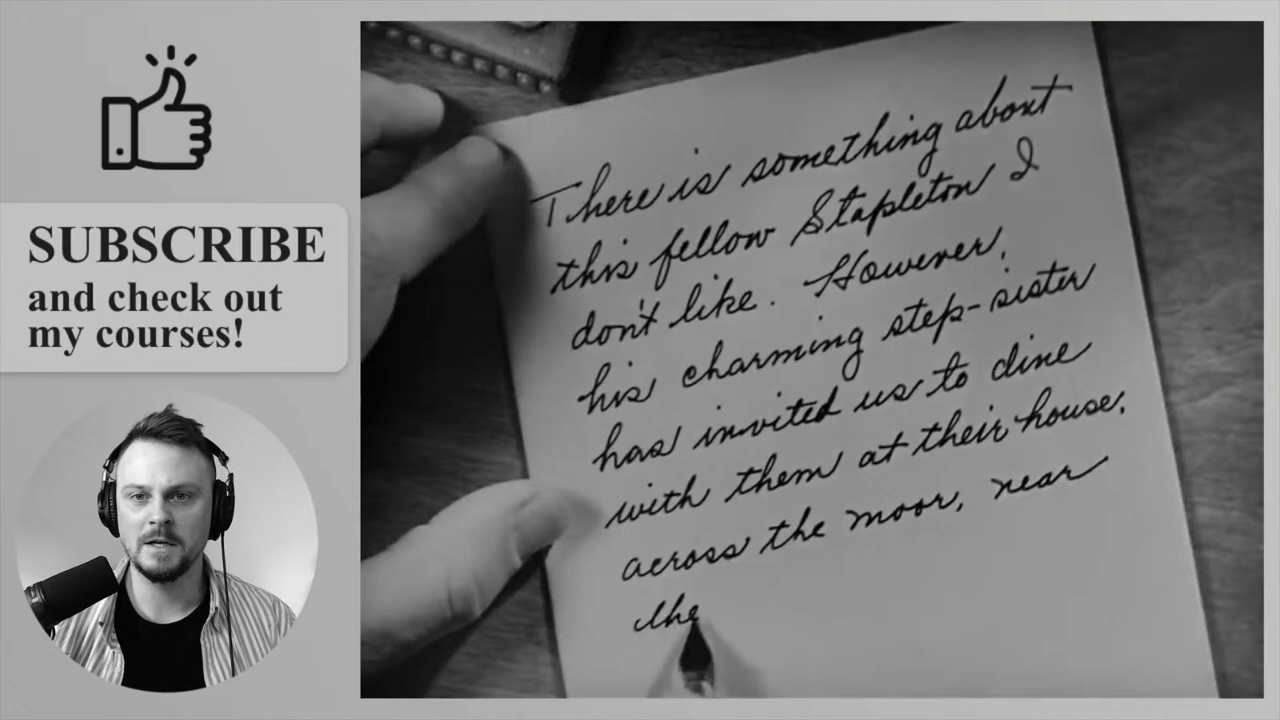 SUBSCRIBE
and check out
my courses!
There is something about
this fellow Stapleton I
don't like. However,
his charming step-sister
has invited us to dine
with them at their house,
across the moor, near
the